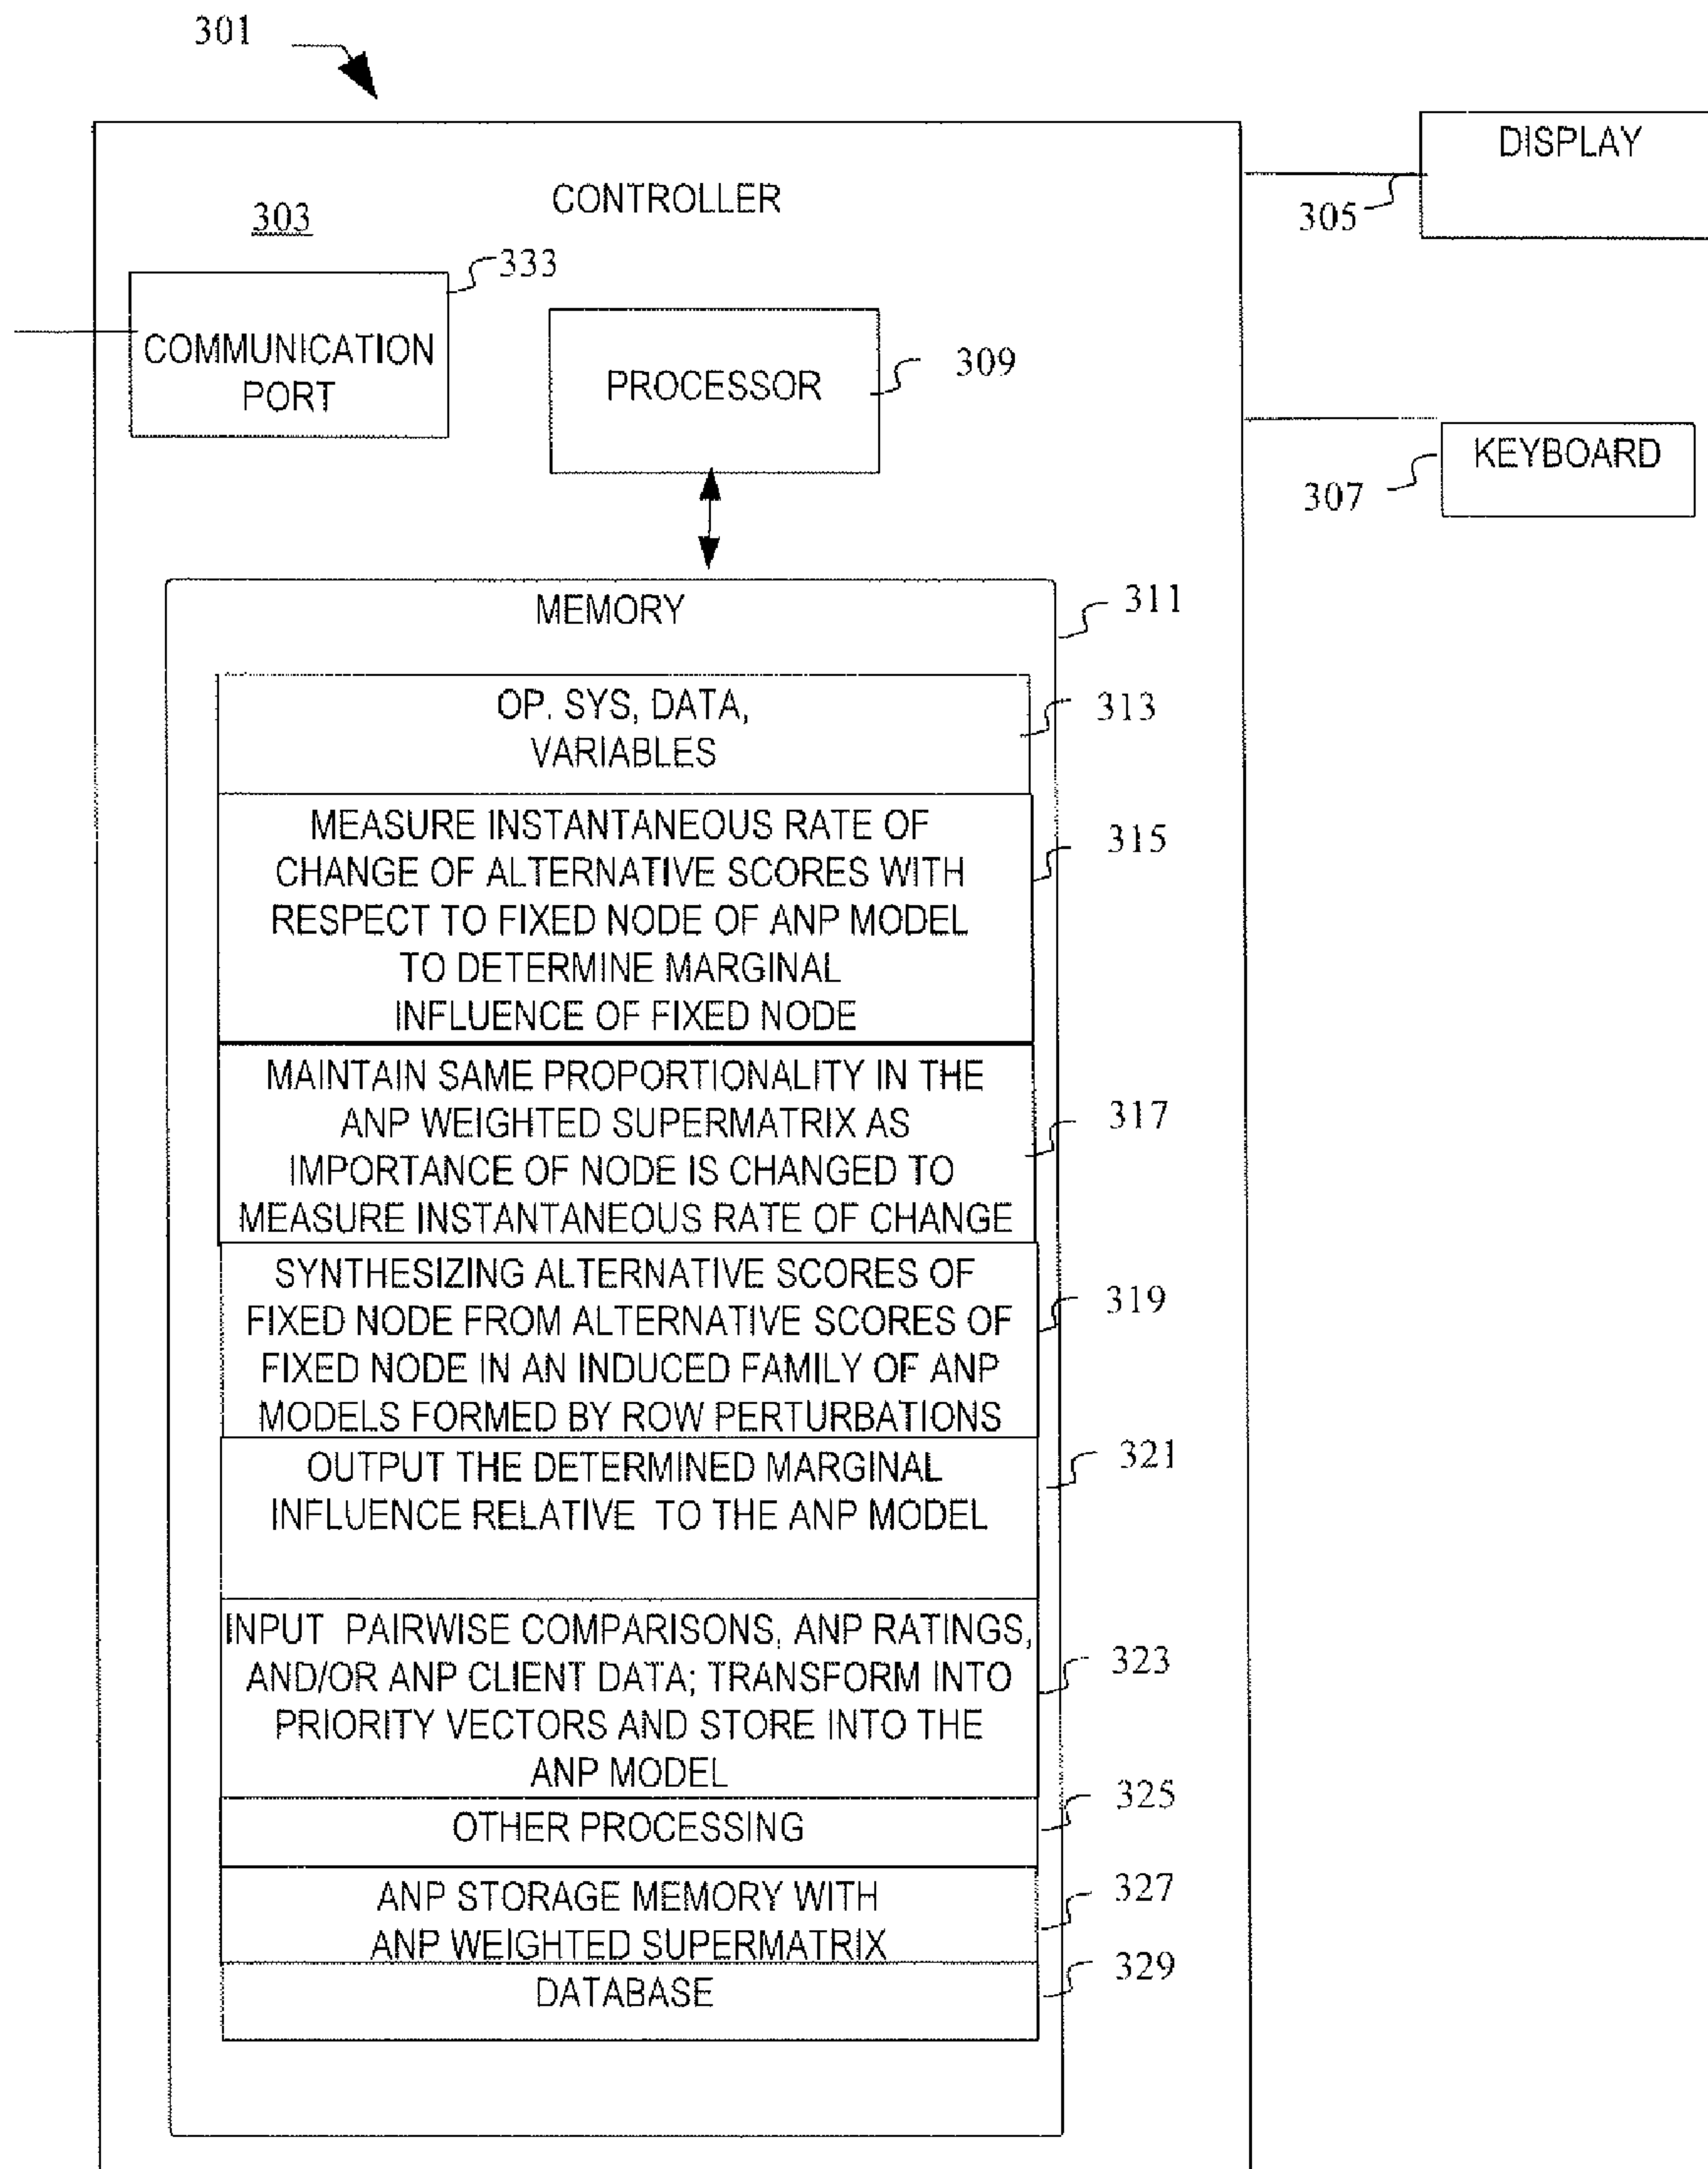 301
CONTROLLER
303
333
COMMUNICATION
PORT
PROCESSOR
309
DISPLAY
305
KEYBOARD
307
MEMORY
311
OP. SYS, DATA,
VARIABLES
313
MEASURE INSTANTANEOUS RATE OF
CHANGE OF ALTERNATIVE SCORES WITH
RESPECT TO FIXED NODE OF ANP MODEL
TO DETERMINE MARGINAL
INFLUENCE OF FIXED NODE
315
MAINTAIN SAME PROPORTIONALITY IN THE
ANP WEIGHTED SUPERMATRIX AS
IMPORTANCE OF NODE IS CHANGED TO
MEASURE INSTANTANEOUS RATE OF CHANGE
317
SYNTHESIZING ALTERNATIVE SCORES OF
FIXED NODE FROM ALTERNATIVE SCORES OF
FIXED NODE IN AN INDUCED FAMILY OF ANP
MODELS FORMED BY ROW PERTURBATIONS
319
OUTPUT THE DETERMINED MARGINAL
INFLUENCE RELATIVE TO THE ANP MODEL
321
INPUT PAIRWISE COMPARISONS, ANP RATINGS,
AND/OR ANP CLIENT DATA; TRANSFORM INTO
PRIORITY VECTORS AND STORE INTO THE
ANP MODEL
323
OTHER PROCESSING
325
ANP STORAGE MEMORY WITH
ANP WEIGHTED SUPERMATRIX
327
DATABASE
329